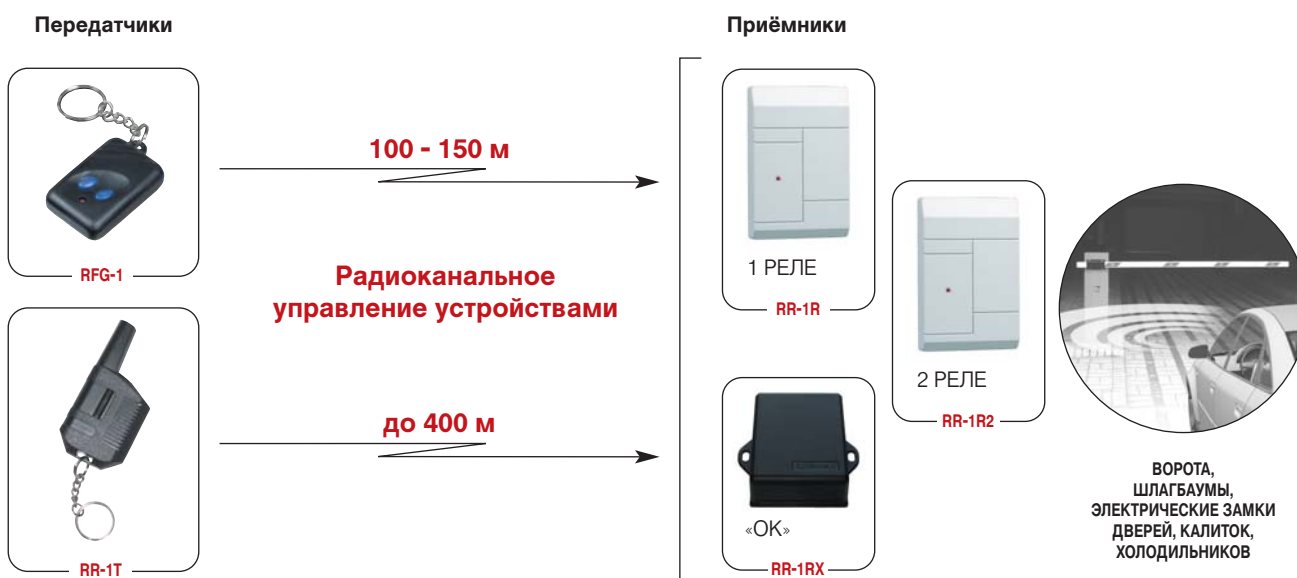 Передатчики
Приёмники
100 - 150 м
RFG-1
Радиоканальное
управление устройствами
1 РЕЛЕ
RR-1R
2 РЕЛЕ
RR-1R2
до 400 м
RR-1T
«ОК»
RR-1RX
ВОРОТА,
ШЛАГБАУМЫ,
ЭЛЕКТРИЧЕСКИЕ ЗАМКИ
ДВЕРЕЙ, КАЛИТОК,
ХОЛОДИЛЬНИКОВ